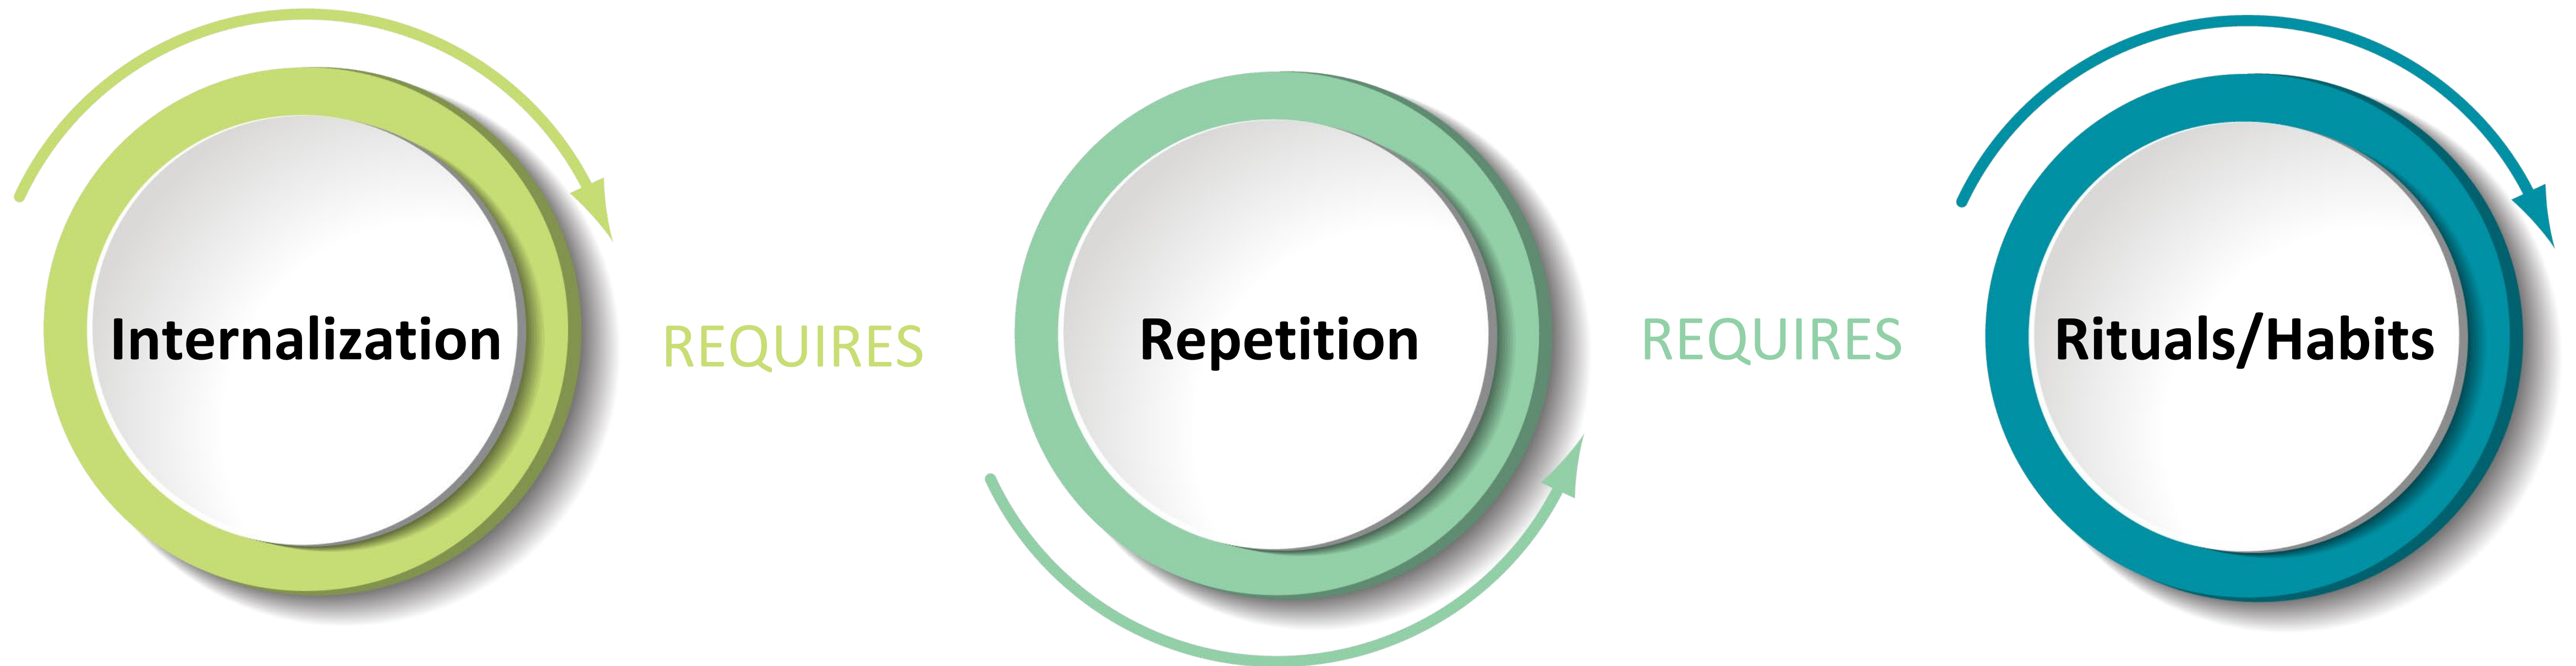 Internalization
REQUIRES
Repetition
REQUIRES
Rituals/Habits